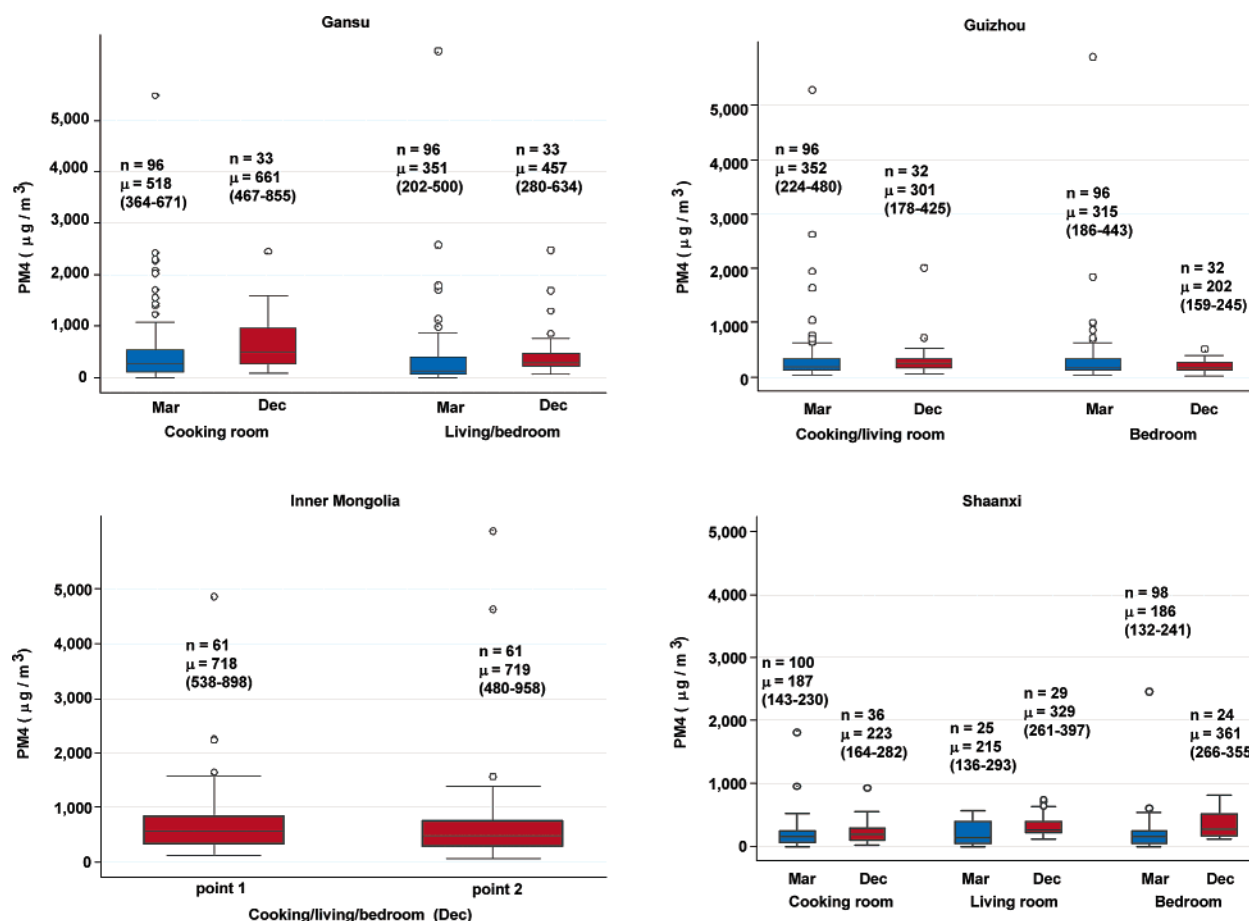 Gansu
PM4 ( μg / m³)
5,000
4,000
3,000
2,000
1,000
0
n = 96
μ = 518
(364-671)
n = 33
μ = 661
(467-855)
n = 96
μ = 351
(202-500)
n = 33
μ = 457
(280-634)
Mar
Dec
Mar
Dec
Cooking room
Living/bedroom
Guizhou
PM4 ( μg / m³)
5,000
4,000
3,000
2,000
1,000
0
n = 96
μ = 352
(224-480)
n = 32
μ = 301
(178-425)
n = 96
μ = 315
(186-443)
n = 32
μ = 202
(159-245)
Mar
Dec
Mar
Dec
Cooking/living room
Bedroom
Inner Mongolia
PM4 ( μg / m³)
5,000
4,000
3,000
2,000
1,000
0
n = 61
μ = 718
(538-898)
n = 61
μ = 719
(480-958)
point 1
point 2
Cooking/living/bedroom (Dec)
Shaanxi
PM4 ( μg / m³)
5,000
4,000
3,000
2,000
1,000
0
n = 100
μ = 187
(143-230)
n = 36
μ = 223
(164-282)
n = 25
μ = 215
(136-293)
n = 29
μ = 329
(261-397)
n = 98
μ = 186
(132-241)
n = 24
μ = 361
(266-355
Mar
Dec
Mar
Dec
Mar
Dec
Cooking room
Living room
Bedroom